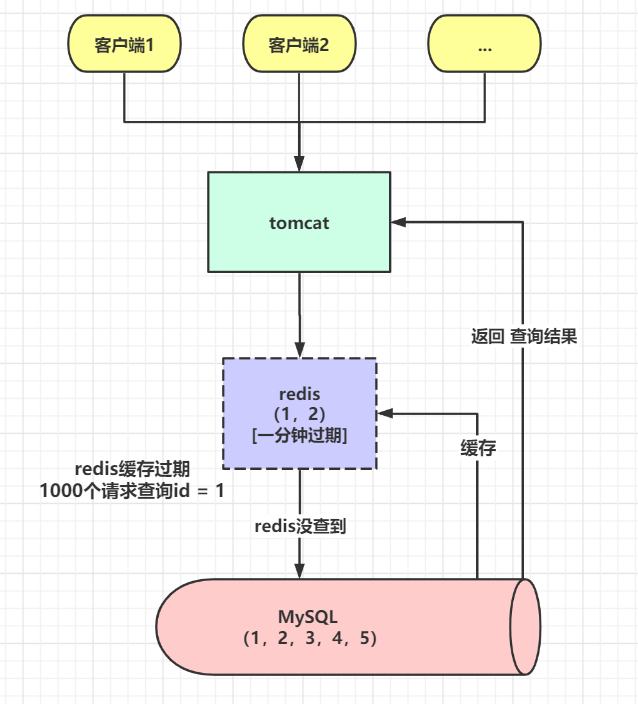 客户端1
客户端2
...
tomcat
返回 查询结果
redis
（1，2）
[一分钟过期]
缓存
redis缓存过期
1000个请求查询id = 1
redis没查到
MySQL
（1，2，3，4，5）